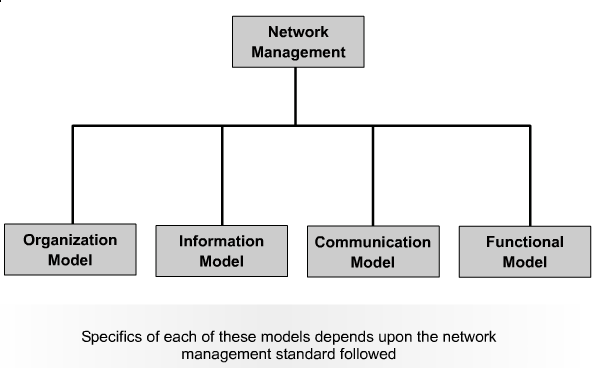 Network
Management
Organization
Model
Information
Model
Communication
Model
Functional
Model
Specifics of each of these models depends upon the network
management standard followed